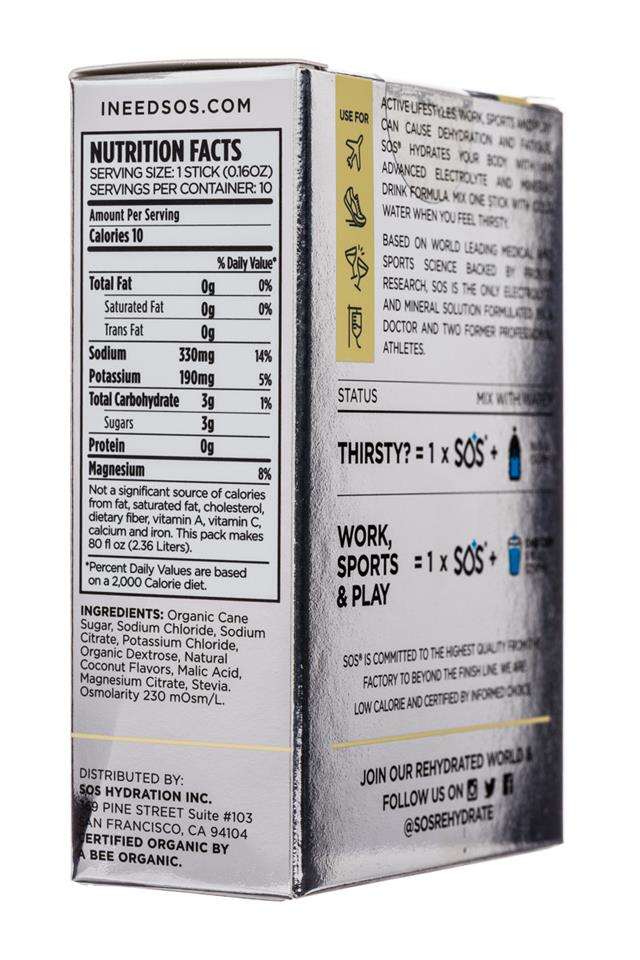 INEEDSOS.COM
NUTRITION FACTS
SERVING SIZE: 1 STICK (0.16OZ)
SERVINGS PER CONTAINER: 10
Amount Per Serving
Calories 10
% Daily Value*
Total Fat 0g 0%
Saturated Fat 0g 0%
Trans Fat 0g
Sodium 330mg 14%
Potassium 190mg 5%
Total Carbohydrate 3g 1%
Sugars 3g
Protein 0g
Magnesium 8%
Not a significant source of calories
from fat, saturated fat, cholesterol,
dietary fiber, vitamin A, vitamin C,
calcium and iron. This pack makes
80 fl oz (2.36 Liters).
*Percent Daily Values are based
on a 2,000 Calorie diet.
INGREDIENTS: Organic Cane
Sugar, Sodium Chloride, Sodium
Citrate, Potassium Chloride,
Organic Dextrose, Natural
Coconut Flavors, Malic Acid,
Magnesium Citrate, Stevia.
Osmolarity 230 mOsm/L.
DISTRIBUTED BY:
SOS HYDRATION INC.
PINE STREET Suite #103
SAN FRANCISCO, CA 94104
CERTIFIED ORGANIC BY
A BEE ORGANIC.
USE FOR
ACTIVE LIFESTYLES, WORK, SPORTS
CAN CAUSE DEHYDRATION AND FATIGUE.
SOS® HYDRATES YOUR BODY WITH
ADVANCED ELECTROLYTE AND MINERAL
DRINK FORMULA. MIX ONE STICK WITH
WATER WHEN YOU FEEL THIRSTY.
BASED ON WORLD LEADING MEDICAL AND
SPORTS SCIENCE BACKED BY
RESEARCH, SOS IS THE ONLY ELECTROLYTE
AND MINERAL SOLUTION FORMULATED BY A
DOCTOR AND TWO FORMER PROFESSIONAL
ATHLETES.
STATUS MIX WITH WATER
THIRSTY? = 1 x SOS® +
WORK,
SPORTS
& PLAY = 1 x SOS® +
SOS® IS COMMITTED TO THE HIGHEST QUALITY FROM THE
FACTORY TO BEYOND THE FINISH LINE. WE ARE
LOW CALORIE AND CERTIFIED BY INFORMED CHOICE
JOIN OUR REHYDRATED WORLD &
FOLLOW US ON
@SOSREHYDRATE